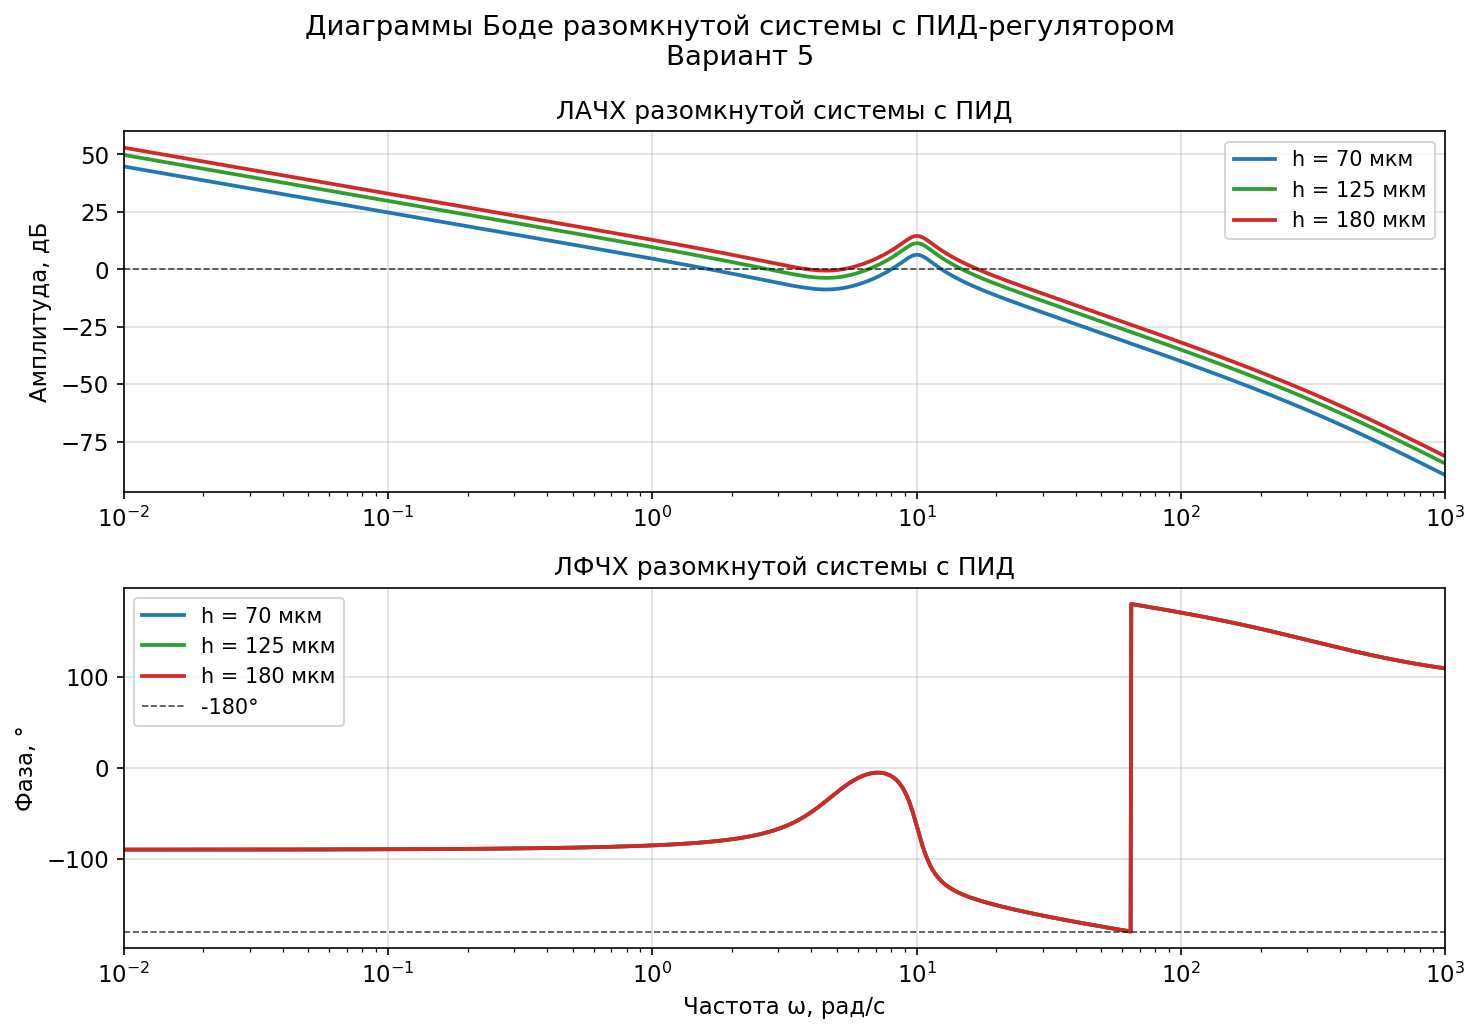 Диаграммы Боде разомкнутой системы с ПИД-регулятором
Вариант 5
ЛАЧХ разомкнутой системы с ПИД
Амплитуда, дБ
50
25
0
−25
−50
−75
h = 70 мкм
h = 125 мкм
h = 180 мкм
10⁻² 10⁻¹ 10⁰ 10¹ 10² 10³
ЛФЧХ разомкнутой системы с ПИД
Фаза, °
100
0
−100
h = 70 мкм
h = 125 мкм
h = 180 мкм
-180°
10⁻² 10⁻¹ 10⁰ 10¹ 10² 10³
Частота ω, рад/с